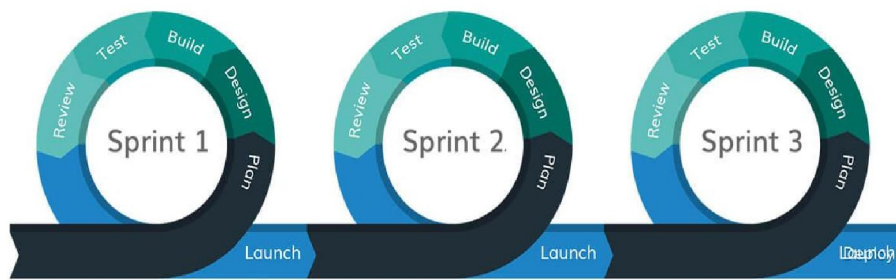 Test
Build
Review
Design
Sprint 1
Plan
Launch
Test
Build
Review
Design
Sprint 2.
Plan
Launch
Test
Build
Review
Design
Sprint 3
Plan